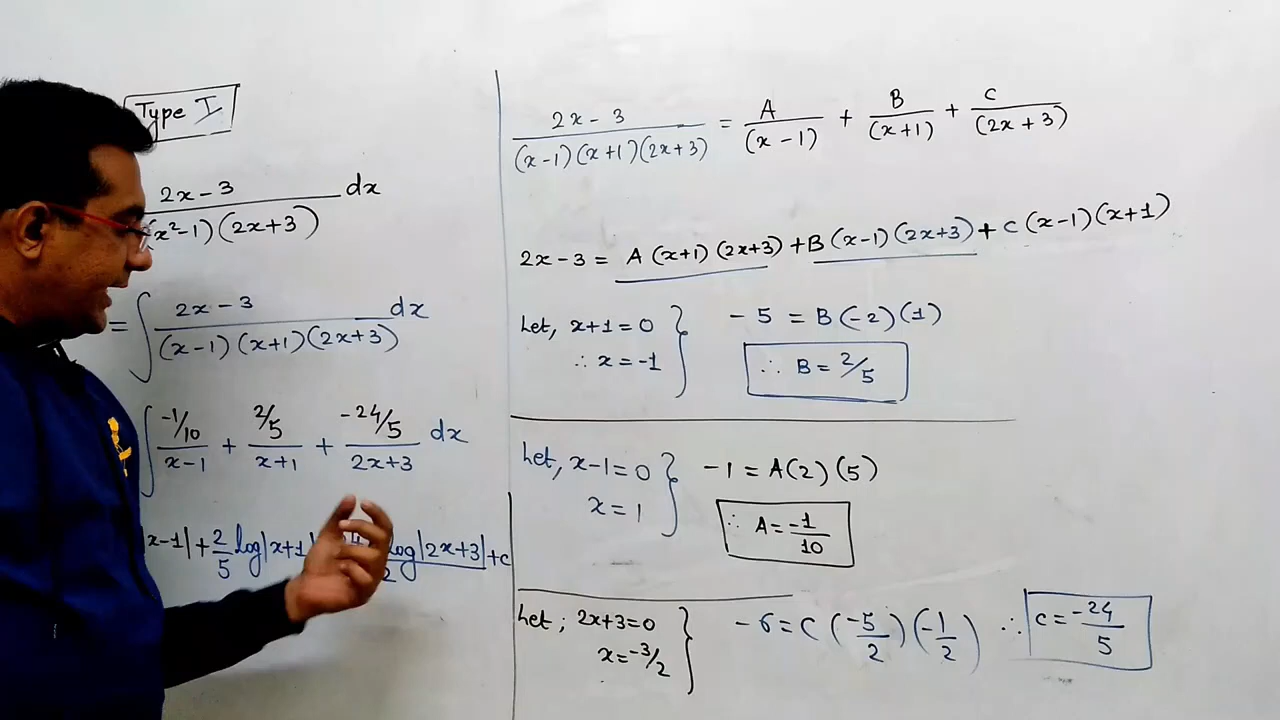 Type I
2x - 3 dx
(x²-1)(2x+3)
= ∫ 2x - 3 dx
(x-1)(x+1)(2x+3)
∫ -1/10 + 2/5 + -24/5 dx
x-1 x+1 2x+3
|x-1| + 2/5 log|x+1| log|2x+3| + c
2
2x - 3 = A + B + C
(x-1)(x+1)(2x+3) (x-1) (x+1) (2x+3)
2x-3 = A(x+1)(2x+3) + B(x-1)(2x+3) + C(x-1)(x+1)
Let, x+1=0 } - 5 = B(-2)(1)
∴ x = -1 ∴ B = 2/5
Let, x-1=0 } -1 = A(2)(5)
x = 1 ∴ A = -1/10
Let; 2x+3=0 } -6 = C(-5/2)(-1/2) ∴ C = -24/5
x = -3/2